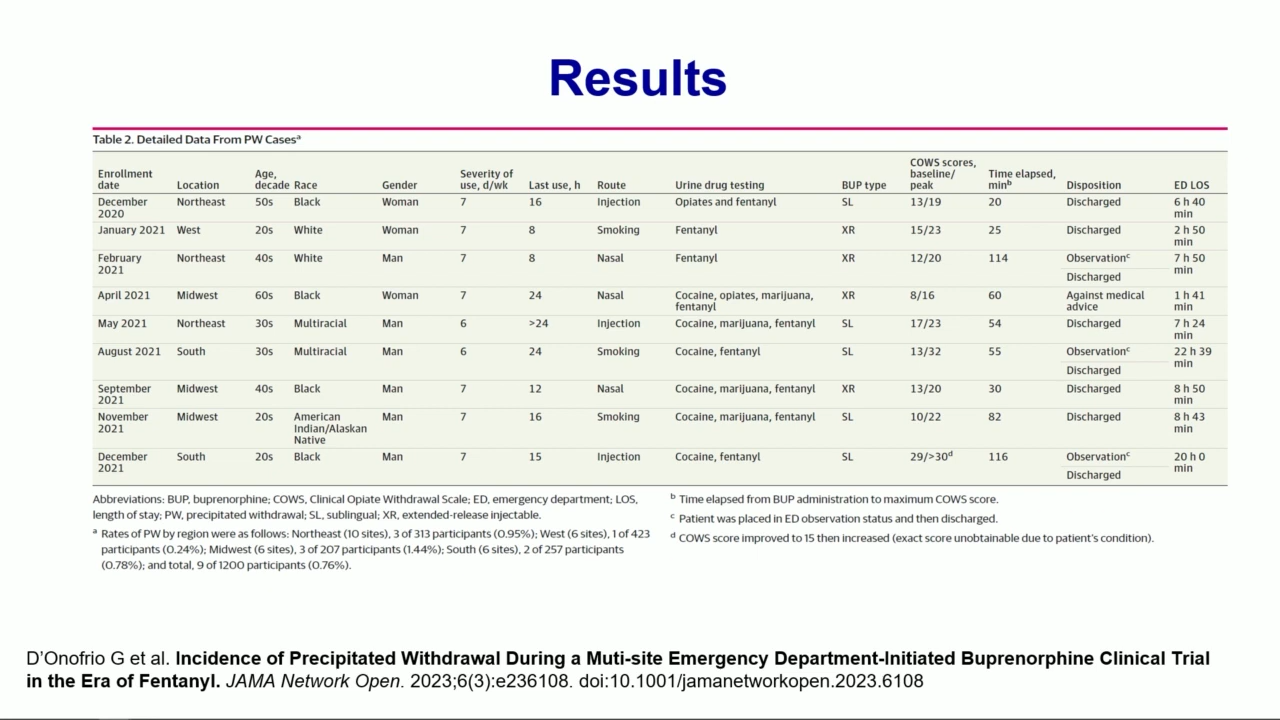 Results
Table 2. Detailed Data From PW Cases^a
Enrollment date | Location | Age, decade | Race | Gender | Severity of use, d/wk | Last use, h | Route | Urine drug testing | BUP type | COWS scores, baseline/peak | Time elapsed, min^b | Disposition | ED LOS
December 2020 | Northeast | 50s | Black | Woman | 7 | 16 | Injection | Opiates and fentanyl | SL | 13/19 | 20 | Discharged | 6 h 40 min
January 2021 | West | 20s | White | Woman | 7 | 8 | Smoking | Fentanyl | XR | 15/23 | 25 | Discharged | 2 h 50 min
February 2021 | Northeast | 40s | White | Man | 7 | 8 | Nasal | Fentanyl | XR | 12/20 | 114 | Observation^c Discharged | 7 h 50 min
April 2021 | Midwest | 60s | Black | Woman | 7 | 24 | Nasal | Cocaine, opiates, marijuana, fentanyl | XR | 8/16 | 60 | Against medical advice | 1 h 41 min
May 2021 | Northeast | 30s | Multiracial | Man | 6 | >24 | Injection | Cocaine, marijuana, fentanyl | SL | 17/23 | 54 | Discharged | 7 h 24 min
August 2021 | South | 30s | Multiracial | Man | 6 | 24 | Smoking | Cocaine, fentanyl | SL | 13/32 | 55 | Observation^c Discharged | 22 h 39 min
September 2021 | Midwest | 40s | Black | Man | 7 | 12 | Nasal | Cocaine, marijuana, fentanyl | XR | 13/20 | 30 | Discharged | 8 h 50 min
November 2021 | Midwest | 20s | American Indian/Alaskan Native | Man | 7 | 16 | Smoking | Cocaine, marijuana, fentanyl | SL | 10/22 | 82 | Discharged | 8 h 43 min
December 2021 | South | 20s | Black | Man | 7 | 15 | Injection | Cocaine, fentanyl | SL | 29/>30^d | 116 | Observation^c Discharged | 20 h 0 min
Abbreviations: BUP, buprenorphine; COWS, Clinical Opiate Withdrawal Scale; ED, emergency department; LOS,
length of stay; PW, precipitated withdrawal; SL, sublingual; XR, extended-release injectable.
^a Rates of PW by region were as follows: Northeast (10 sites), 3 of 313 participants (0.95%); West (6 sites), 1 of 423
participants (0.24%); Midwest (6 sites), 3 of 207 participants (1.44%); South (6 sites), 2 of 257 participants
(0.78%); and total, 9 of 1200 participants (0.76%).
^b Time elapsed from BUP administration to maximum COWS score.
^c Patient was placed in ED observation status and then discharged.
^d COWS score improved to 15 then increased (exact score unobtainable due to patient's condition).
D'Onofrio G et al. Incidence of Precipitated Withdrawal During a Muti-site Emergency Department-Initiated Buprenorphine Clinical Trial
in the Era of Fentanyl. JAMA Network Open. 2023;6(3):e236108. doi:10.1001/jamanetworkopen.2023.6108